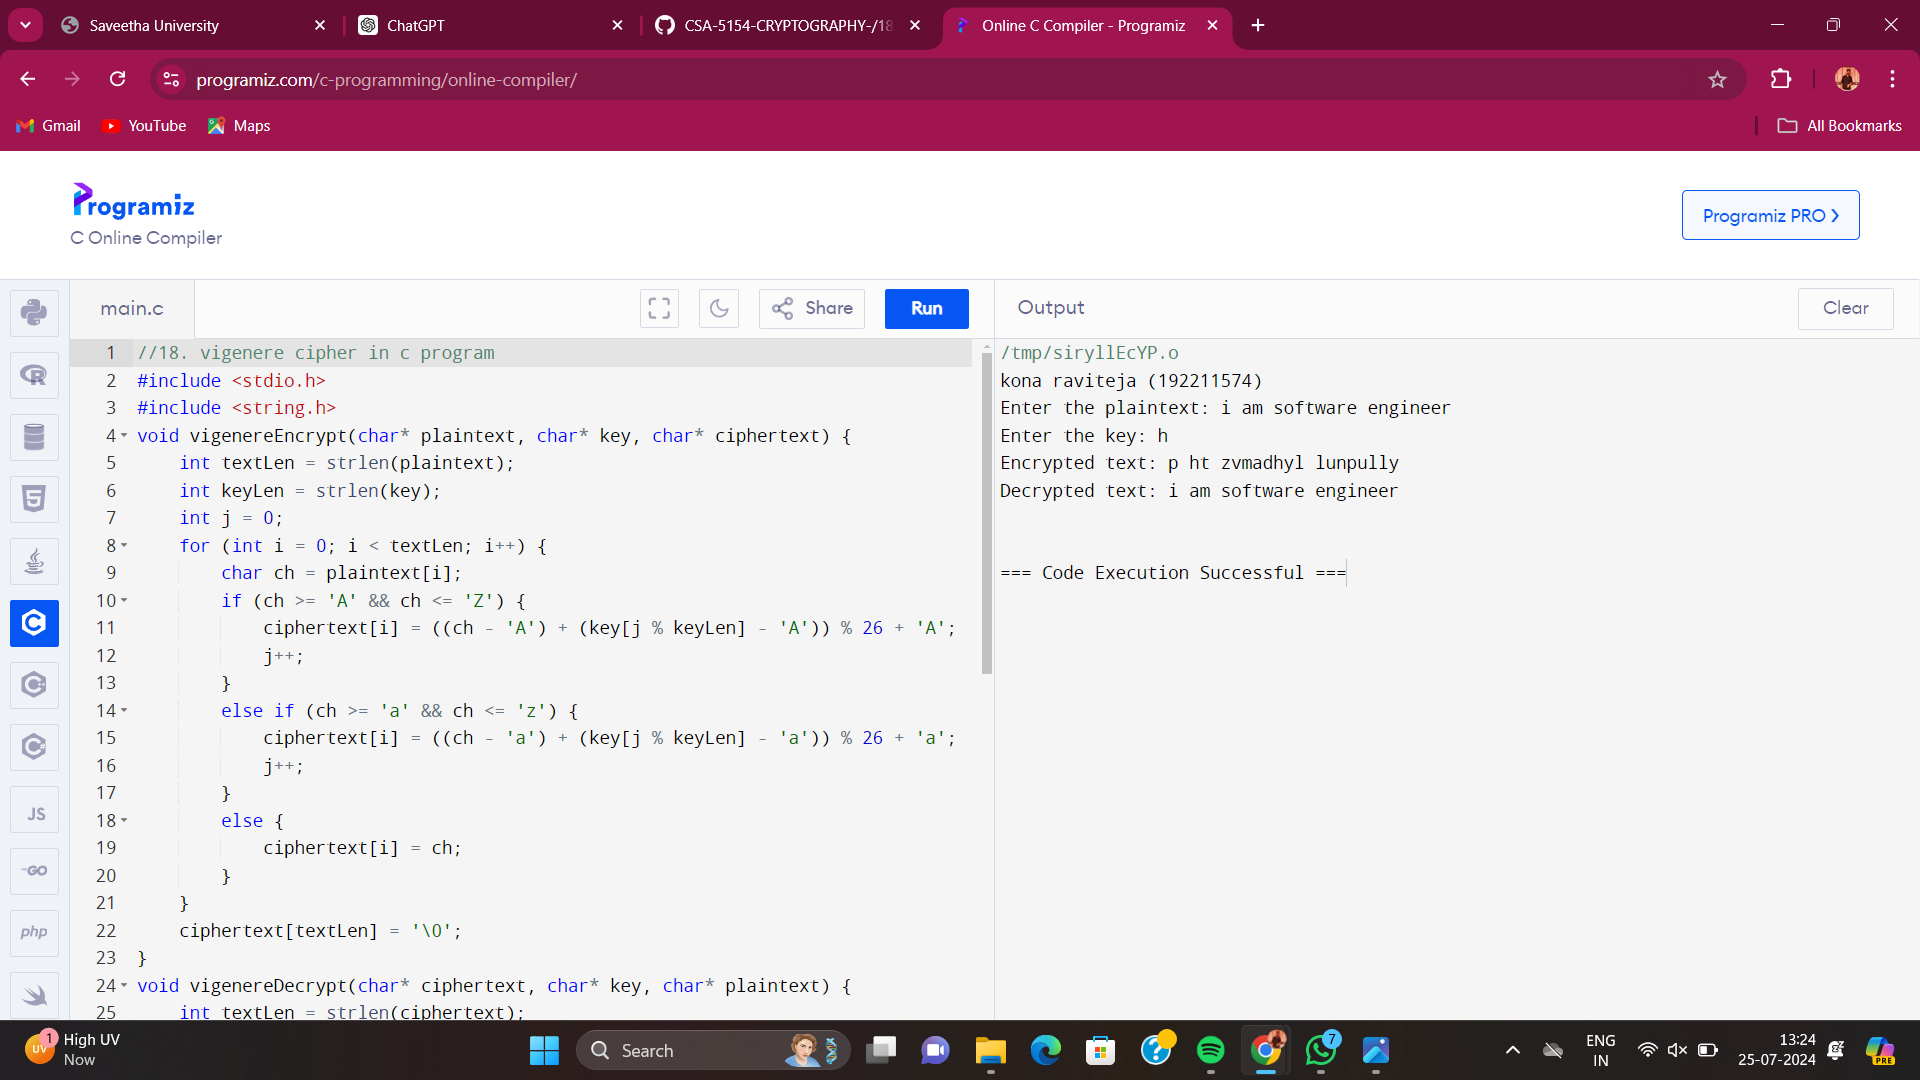 Saveetha University
ChatGPT
CSA-5154-CRYPTOGRAPHY-/18
Online C Compiler - Programiz
programiz.com/c-programming/online-compiler/
Gmail
YouTube
Maps
All Bookmarks
Programiz
C Online Compiler
Programiz PRO ›
main.c
Share
Run
Output
Clear
1 //18. vigenere cipher in c program
2 #include <stdio.h>
3 #include <string.h>
4 void vigenereEncrypt(char* plaintext, char* key, char* ciphertext) {
5 int textLen = strlen(plaintext);
6 int keyLen = strlen(key);
7 int j = 0;
8 for (int i = 0; i < textLen; i++) {
9 char ch = plaintext[i];
10 if (ch >= 'A' && ch <= 'Z') {
11 ciphertext[i] = ((ch - 'A') + (key[j % keyLen] - 'A')) % 26 + 'A';
12 j++;
13 }
14 else if (ch >= 'a' && ch <= 'z') {
15 ciphertext[i] = ((ch - 'a') + (key[j % keyLen] - 'a')) % 26 + 'a';
16 j++;
17 }
18 else {
19 ciphertext[i] = ch;
20 }
21 }
22 ciphertext[textLen] = '\0';
23 }
24 void vigenereDecrypt(char* ciphertext, char* key, char* plaintext) {
25 int textLen = strlen(ciphertext);
/tmp/siryllEcYP.o
kona raviteja (192211574)
Enter the plaintext: i am software engineer
Enter the key: h
Encrypted text: p ht zvmadhyl lunpully
Decrypted text: i am software engineer
=== Code Execution Successful ===
JS
GO
php
UV
1
High UV
Now
Search
7
ENG
IN
13:24
25-07-2024
PRE